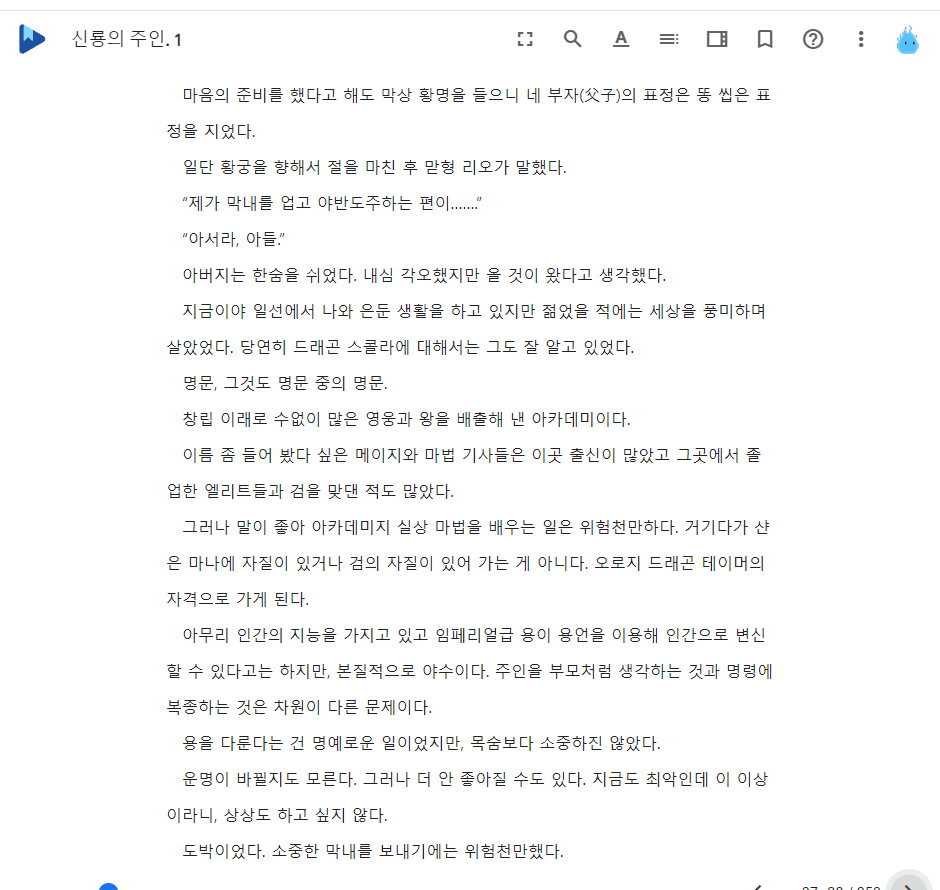 신룡의 주인. 1
마음의 준비를 했다고 해도 막상 황명을 들으니 네 부자(父子)의 표정은 똥 씹은 표
정을 지었다.
일단 황궁을 향해서 절을 마친 후 맏형 리오가 말했다.
“제가 막내를 업고 야반도주하는 편이…….”
“아서라, 아들.”
아버지는 한숨을 쉬었다. 내심 각오했지만 올 것이 왔다고 생각했다.
지금이야 일선에서 나와 은둔 생활을 하고 있지만 젊었을 적에는 세상을 풍미하며
살았었다. 당연히 드래곤 스콜라에 대해서는 그도 잘 알고 있었다.
명문, 그것도 명문 중의 명문.
창립 이래로 수없이 많은 영웅과 왕을 배출해 낸 아카데미이다.
이름 좀 들어 봤다 싶은 메이지와 마법 기사들은 이곳 출신이 많았고 그곳에서 졸
업한 엘리트들과 검을 맞댄 적도 많았다.
그러나 말이 좋아 아카데미지 실상 마법을 배우는 일은 위험천만하다. 거기다가 샨
은 마나에 자질이 있거나 검의 자질이 있어 가는 게 아니다. 오로지 드래곤 테이머의
자격으로 가게 된다.
아무리 인간의 지능을 가지고 있고 임페리얼급 용이 용언을 이용해 인간으로 변신
할 수 있다고는 하지만, 본질적으로 야수이다. 주인을 부모처럼 생각하는 것과 명령에
복종하는 것은 차원이 다른 문제이다.
용을 다룬다는 건 명예로운 일이었지만, 목숨보다 소중하진 않았다.
운명이 바뀔지도 모른다. 그러나 더 안 좋아질 수도 있다. 지금도 최악인데 이 이상
이라니, 상상도 하고 싶지 않다.
도박이었다. 소중한 막내를 보내기에는 위험천만했다.